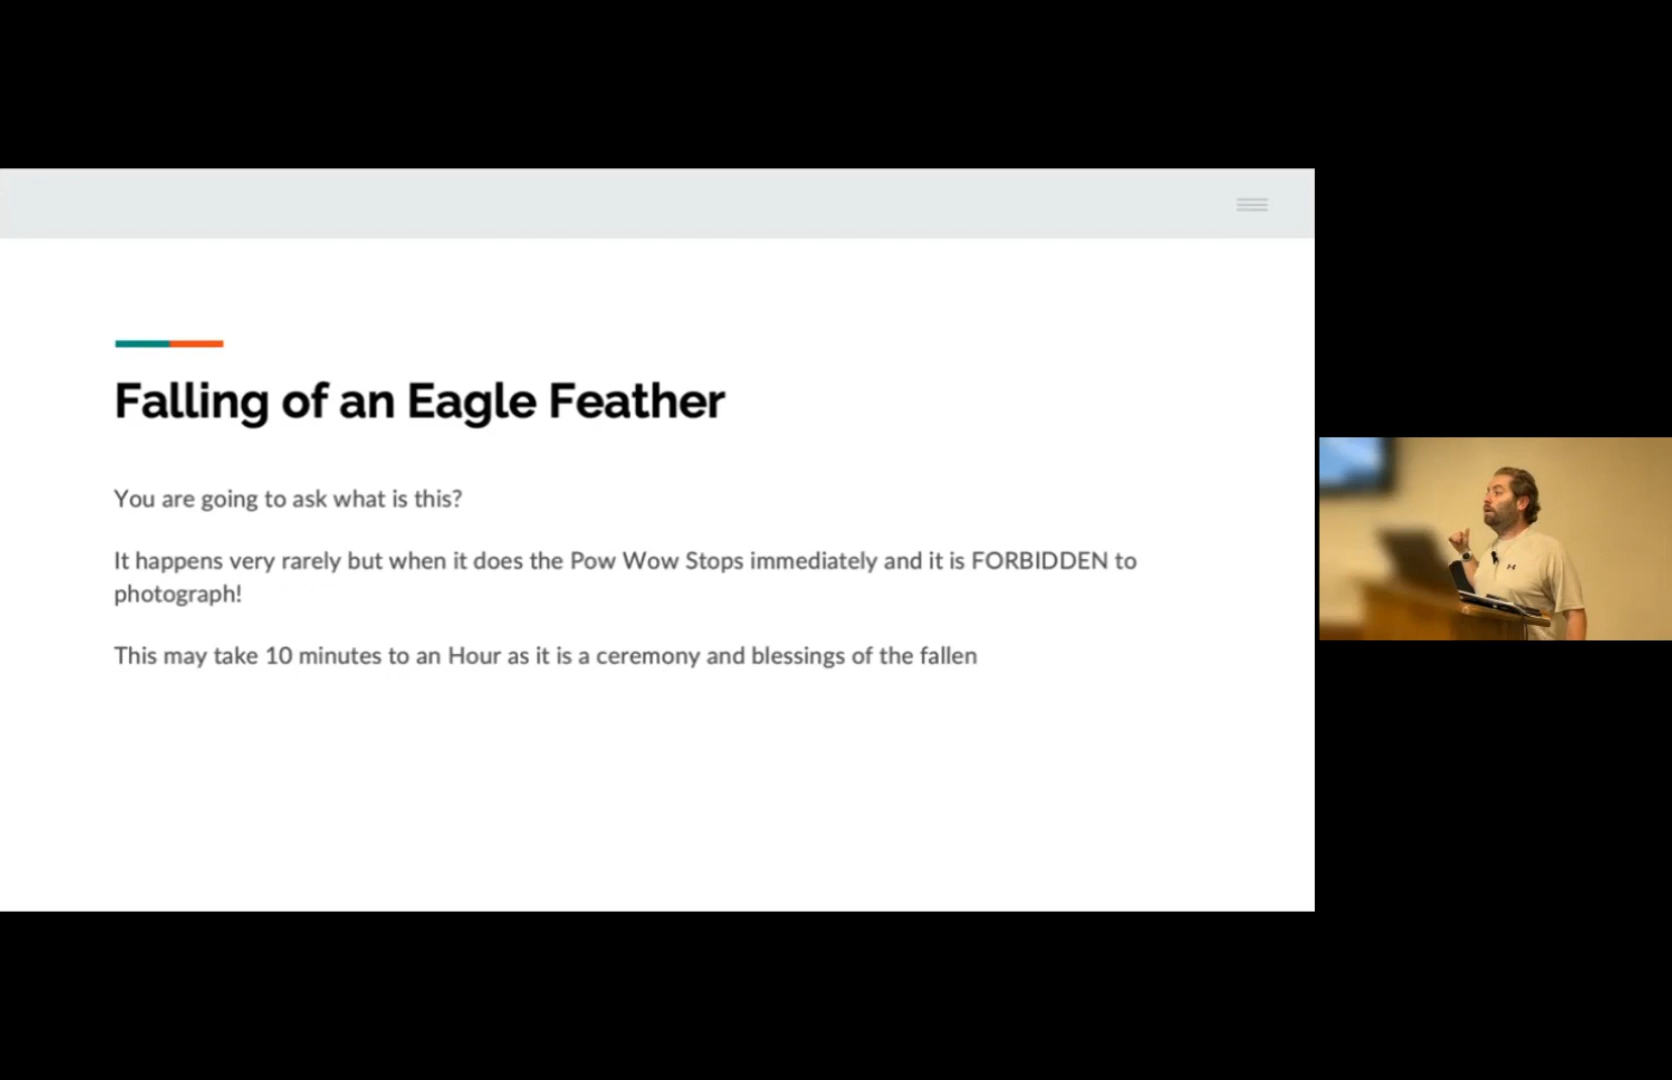 Falling of an Eagle Feather
You are going to ask what is this?
It happens very rarely but when it does the Pow Wow Stops immediately and it is FORBIDDEN to
photograph!
This may take 10 minutes to an Hour as it is a ceremony and blessings of the fallen